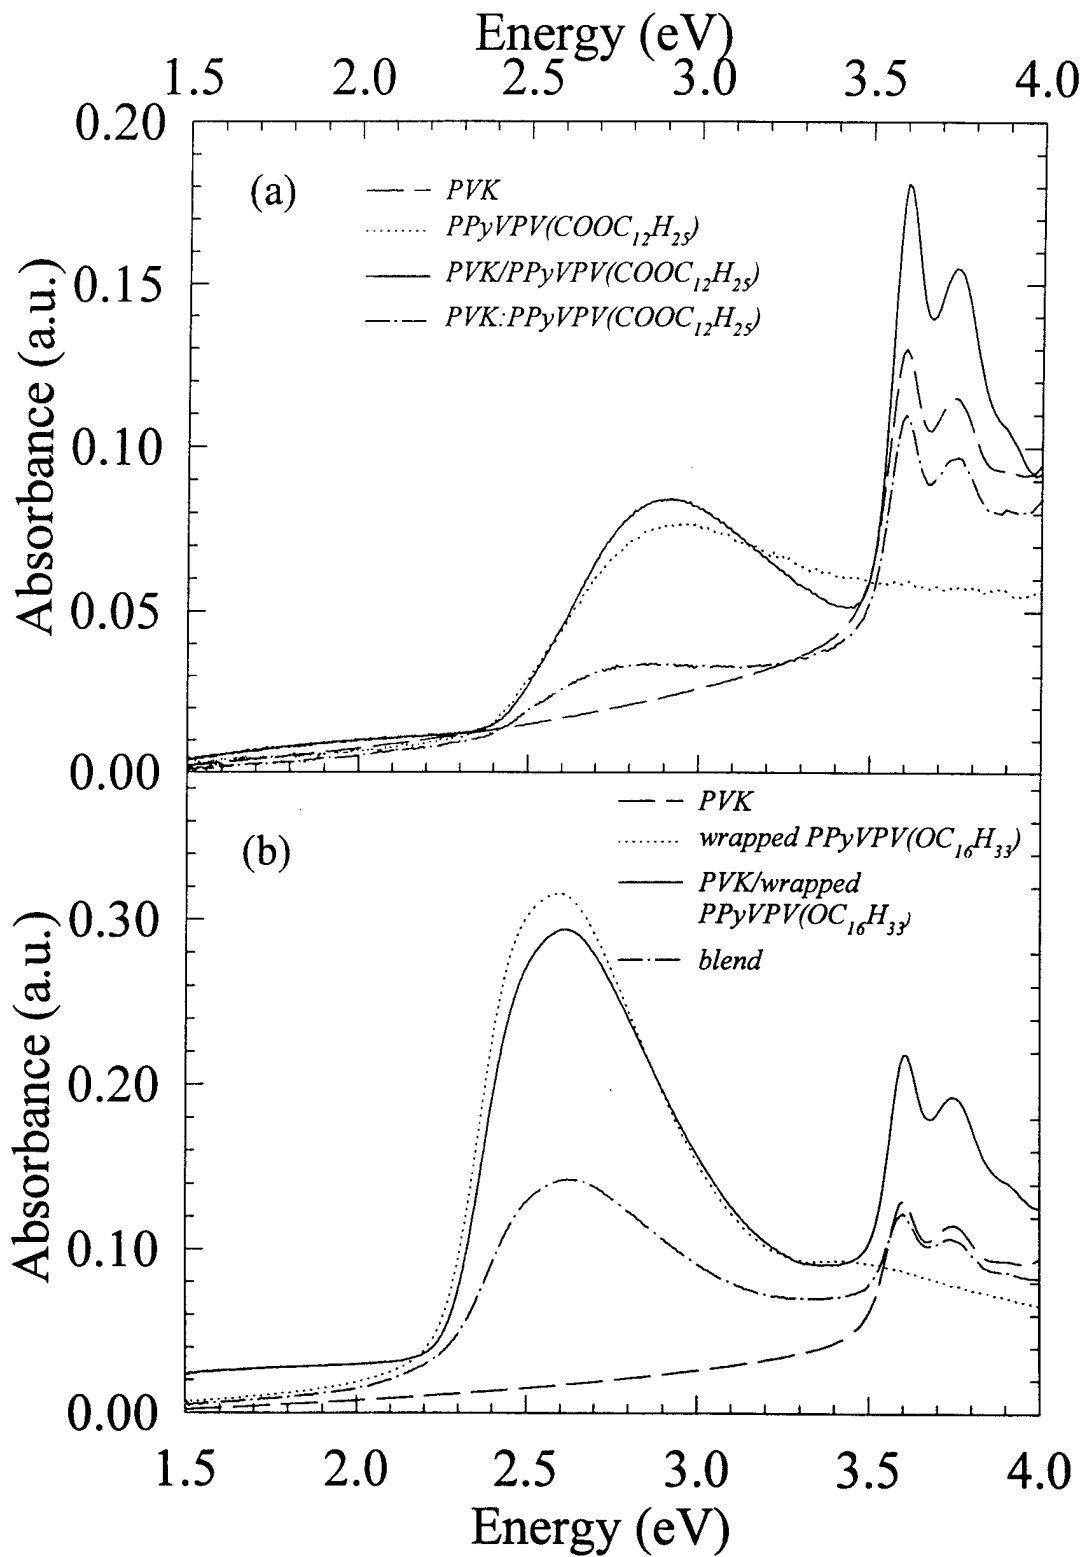 Energy (eV)
1.5 2.0 2.5 3.0 3.5 4.0
0.20
(a)
PVK
PPyVPV(COOC12H25)
PVK/PPyVPV(COOC12H25)
PVK:PPyVPV(COOC12H25)
0.15
0.10
0.05
0.00
Absorbance (a.u.)
(b)
PVK
wrapped PPyVPV(OC16H33)
PVK/wrapped
PPyVPV(OC16H33)
blend
0.30
0.20
0.10
0.00
Absorbance (a.u.)
1.5 2.0 2.5 3.0 3.5 4.0
Energy (eV)